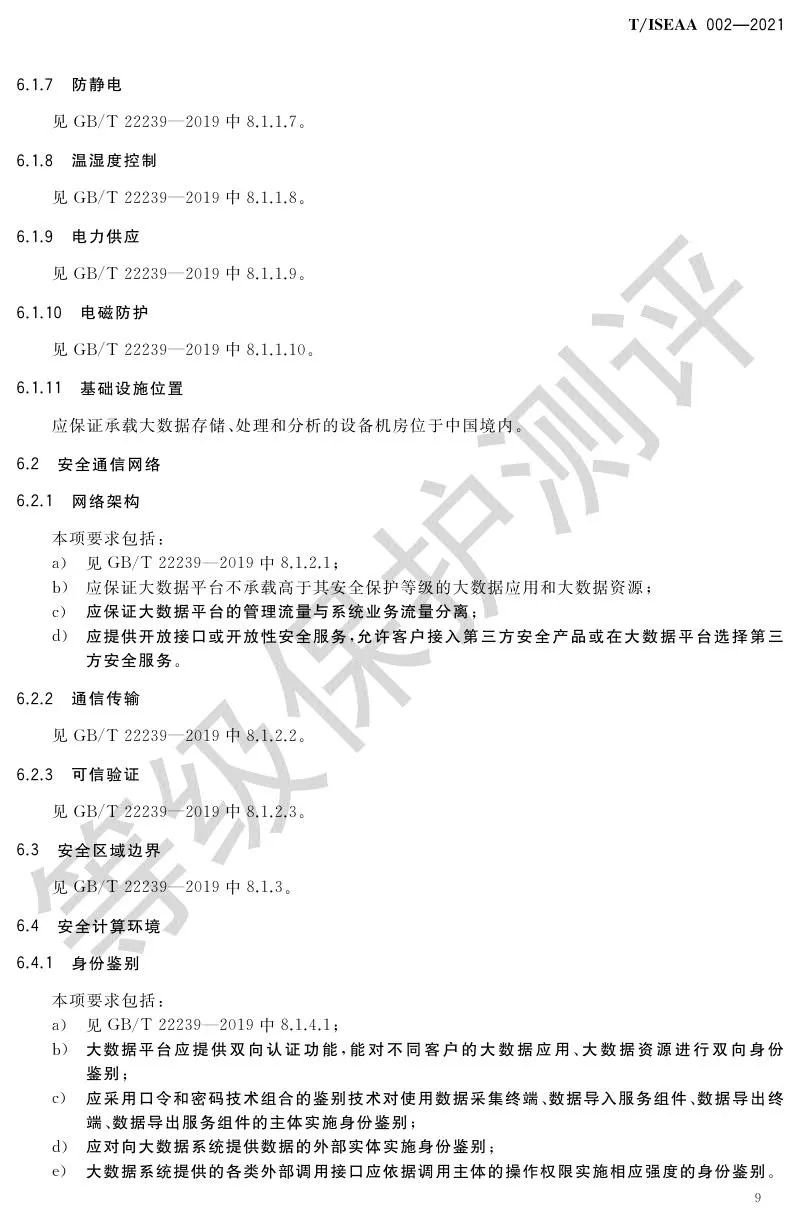 T/ISEAA 002—2021
6.1.7 防静电
见 GB/T 22239—2019 中 8.1.1.7。
6.1.8 温湿度控制
见 GB/T 22239—2019 中 8.1.1.8。
6.1.9 电力供应
见 GB/T 22239—2019 中 8.1.1.9。
6.1.10 电磁防护
见 GB/T 22239—2019 中 8.1.1.10。
6.1.11 基础设施位置
应保证承载大数据存储、处理和分析的设备机房位于中国境内。
6.2 安全通信网络
6.2.1 网络架构
本项要求包括:
a) 见 GB/T 22239—2019 中 8.1.2.1;
b) 应保证大数据平台不承载高于其安全保护等级的大数据应用和大数据资源;
c) 应保证大数据平台的管理流量与系统业务流量分离;
d) 应提供开放接口或开放性安全服务,允许客户接入第三方安全产品或在大数据平台选择第三
方安全服务。
6.2.2 通信传输
见 GB/T 22239—2019 中 8.1.2.2。
6.2.3 可信验证
见 GB/T 22239—2019 中 8.1.2.3。
6.3 安全区域边界
见 GB/T 22239—2019 中 8.1.3。
6.4 安全计算环境
6.4.1 身份鉴别
本项要求包括:
a) 见 GB/T 22239—2019 中 8.1.4.1;
b) 大数据平台应提供双向认证功能,能对不同客户的大数据应用、大数据资源进行双向身份
鉴别;
c) 应采用口令和密码技术组合的鉴别技术对使用数据采集终端、数据导入服务组件、数据导出终
端、数据导出服务组件的主体实施身份鉴别;
d) 应对向大数据系统提供数据的外部实体实施身份鉴别;
e) 大数据系统提供的各类外部调用接口应依据调用主体的操作权限实施相应强度的身份鉴别。
9
等级保护测评